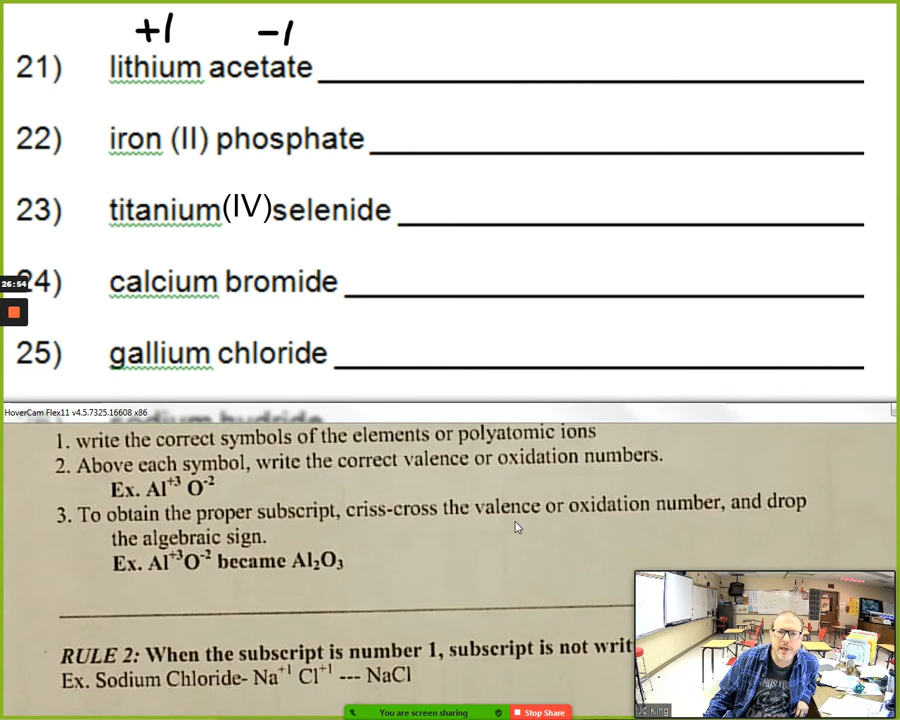 +1 -1
21) lithium acetate
22) iron (II) phosphate
23) titanium(IV)selenide
26:54
24) calcium bromide
25) gallium chloride
HoverCam Flex11 v4.5.7325.16608 x86
sodium hydride
1. write the correct symbols of the elements or polyatomic ions
2. Above each symbol, write the correct valence or oxidation numbers.
Ex. Al+3 O-2
3. To obtain the proper subscript, criss-cross the valence or oxidation number, and drop
the algebraic sign.
Ex. Al+3O-2 became Al2O3
RULE 2: When the subscript is number 1, subscript is not writ
Ex. Sodium Chloride- Na+1 Cl+1 --- NaCl
JC King
You are screen sharing Stop Share